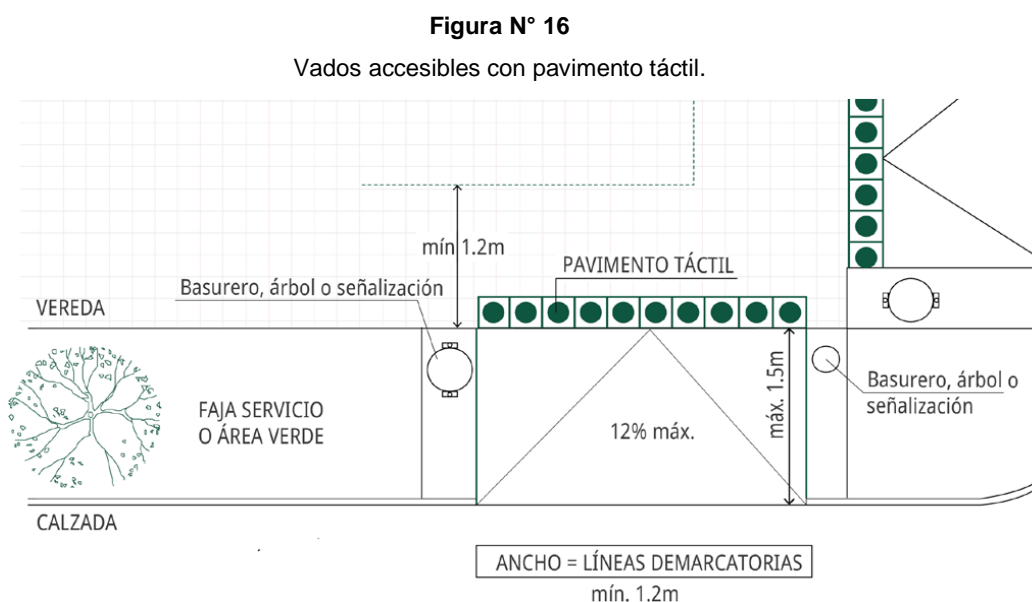 Figura N° 16
Vados accesibles con pavimento táctil.
mín 1.2m
PAVIMENTO TÁCTIL
Basurero, árbol o señalización
VEREDA
Basurero, árbol o
señalización
máx. 1.5m
FAJA SERVICIO
O ÁREA VERDE
12% máx.
CALZADA
ANCHO = LÍNEAS DEMARCATORIAS
mín. 1.2m